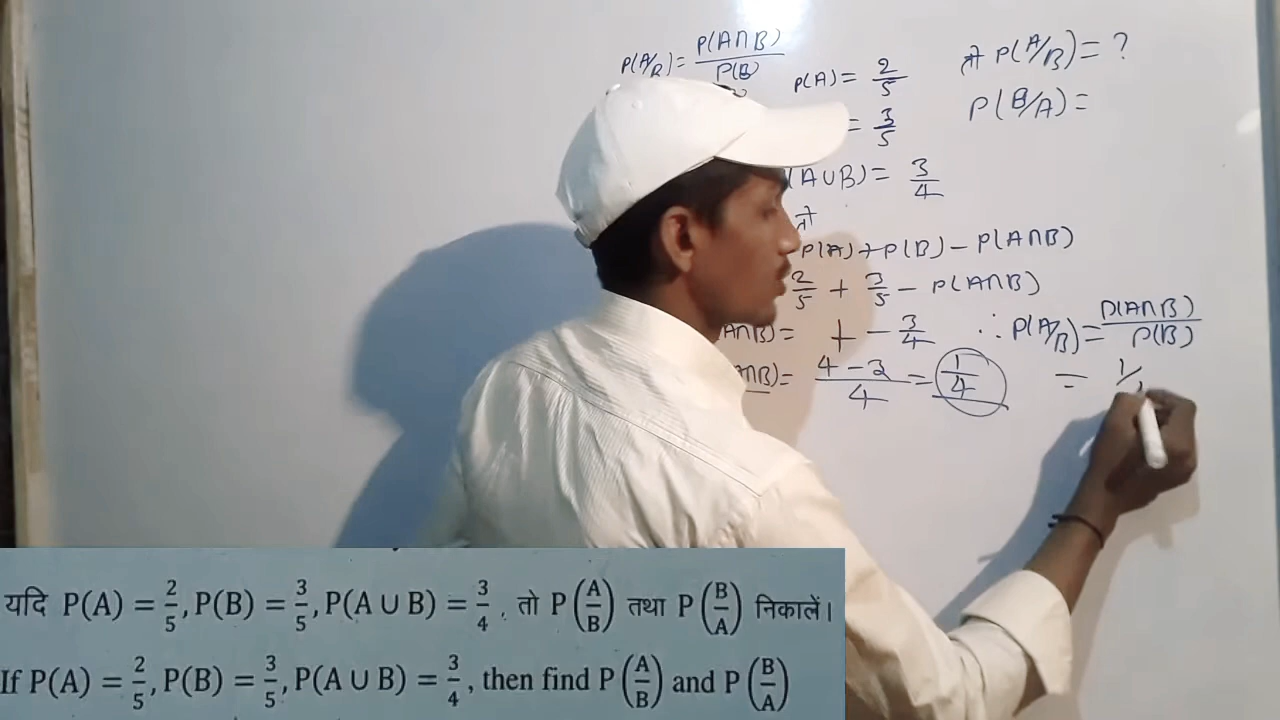 P(A/B) = P(A∩B) / P(B)
P(A) = 2/5
= 3/5
(A∪B) = 3/4
तो P(A/B) = ?
P(B/A) =
P(A) + P(B) - P(A∩B)
2/5 + 3/5 - P(A∩B)
A∩B) = 1 - 3/4
A∩B) = 4-3/4 = 1/4
∴ P(A/B) = P(A∩B) / P(B)
= 1/
यदि P(A) = 2/5, P(B) = 3/5, P(A ∪ B) = 3/4, तो P(A/B) तथा P(B/A) निकालें।
If P(A) = 2/5, P(B) = 3/5, P(A ∪ B) = 3/4, then find P(A/B) and P(B/A)